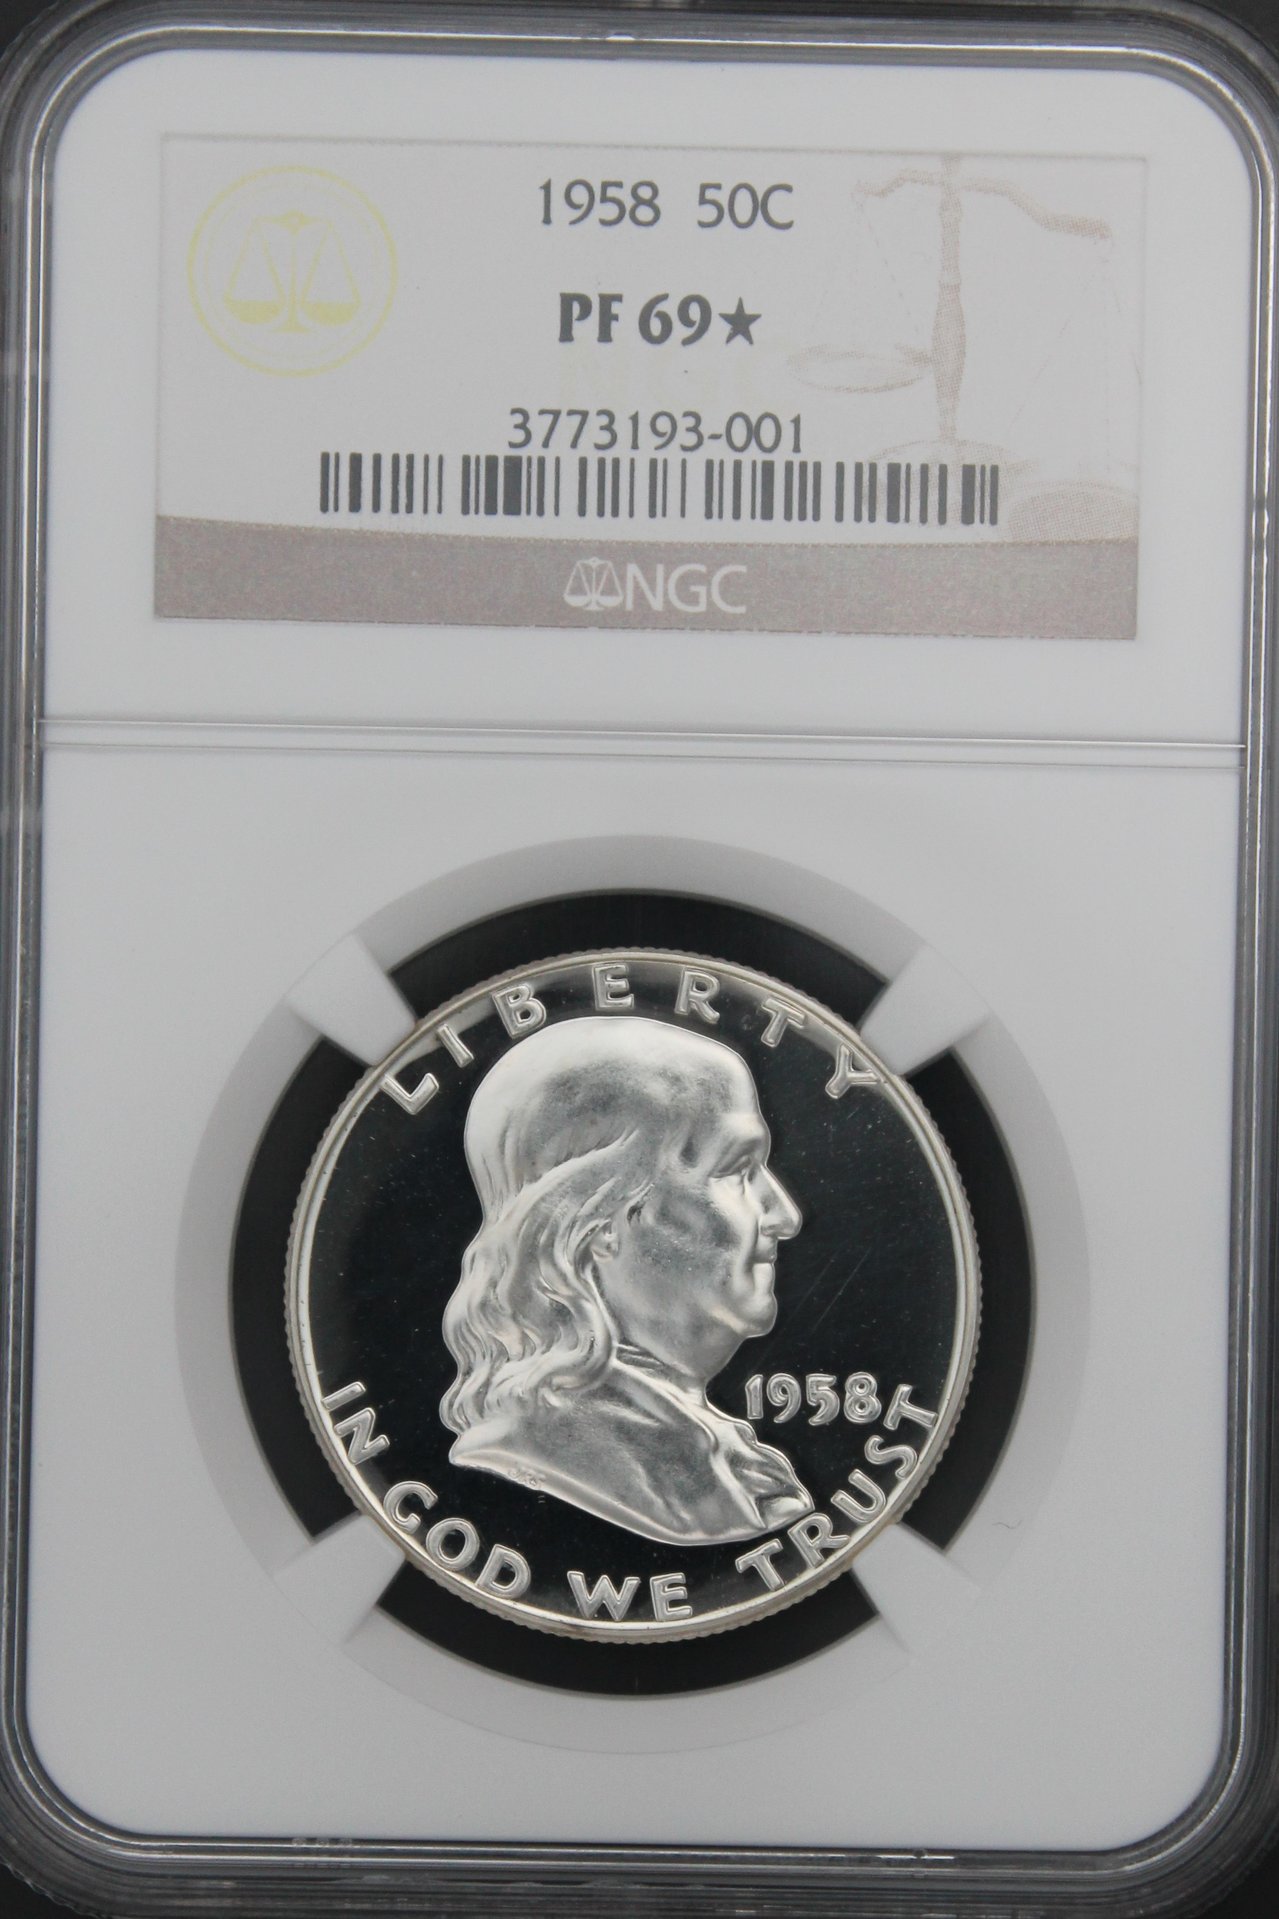 1958 50C
PF 69★
3773193-001
NGC
LIBERTY
1958
IN GOD WE TRUST